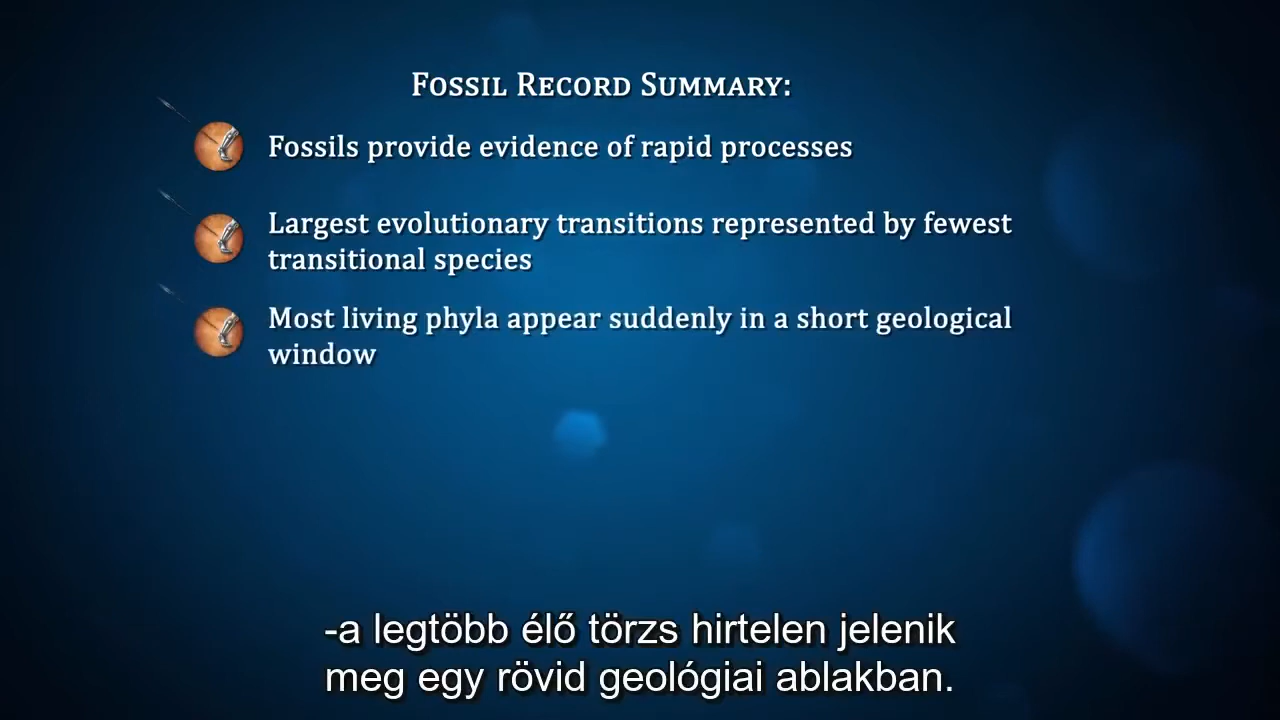 Fossil Record Summary:
Fossils provide evidence of rapid processes
Largest evolutionary transitions represented by fewest
transitional species
Most living phyla appear suddenly in a short geological
window
-a legtöbb élő törzs hirtelen jelenik
meg egy rövid geológiai ablakban.